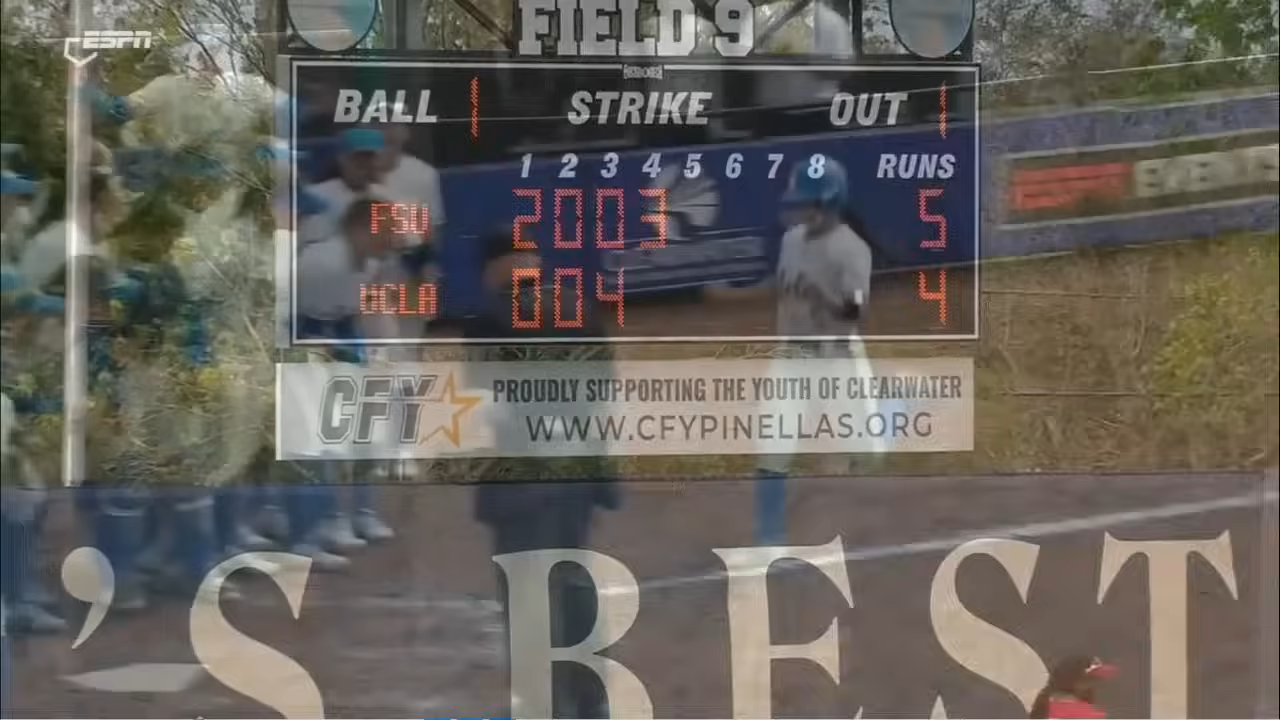 ESPN
FIELD 9
BALL 1 STRIKE OUT 1
1 2 3 4 5 6 7 8 RUNS
FSU 2 0 0 3 5
UCLA 0 0 4 4
CFY PROUDLY SUPPORTING THE YOUTH OF CLEARWATER
WWW.CFYPINELLAS.ORG
ESPN
'S BEST